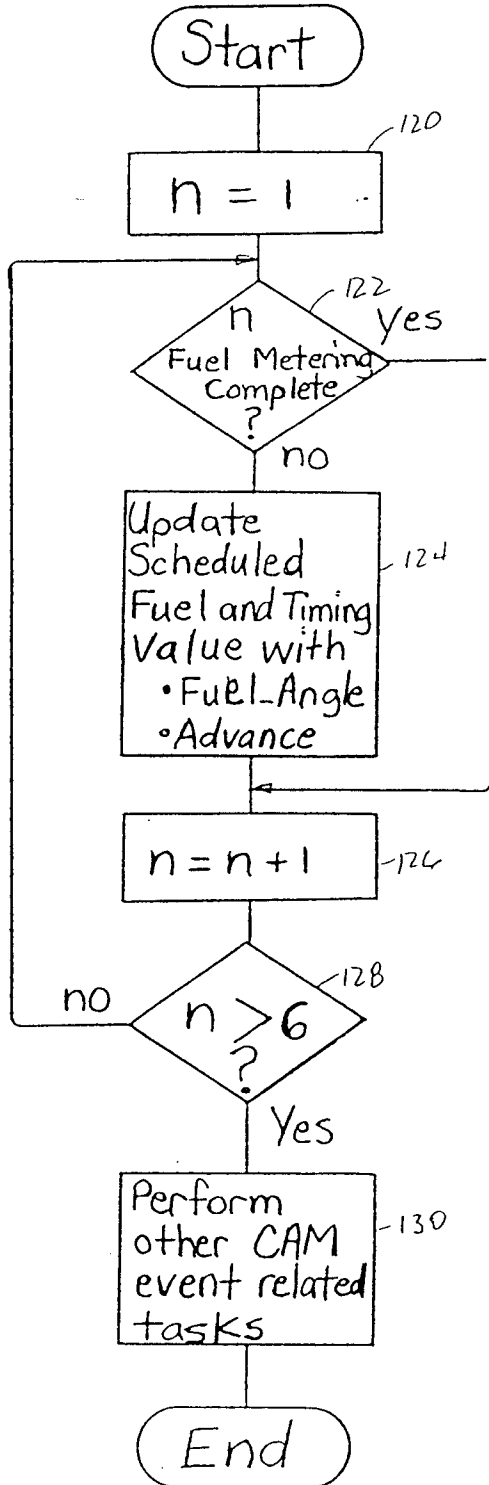 Start
120
n = 1
122
n
Yes
Fuel Metering
Complete
?
no
Update
Scheduled
Fuel and Timing
Value with
• Fuel_Angle
• Advance
124
n = n + 1
126
128
no
n > 6
?
Yes
Perform
other CAM
event related
tasks
130
End